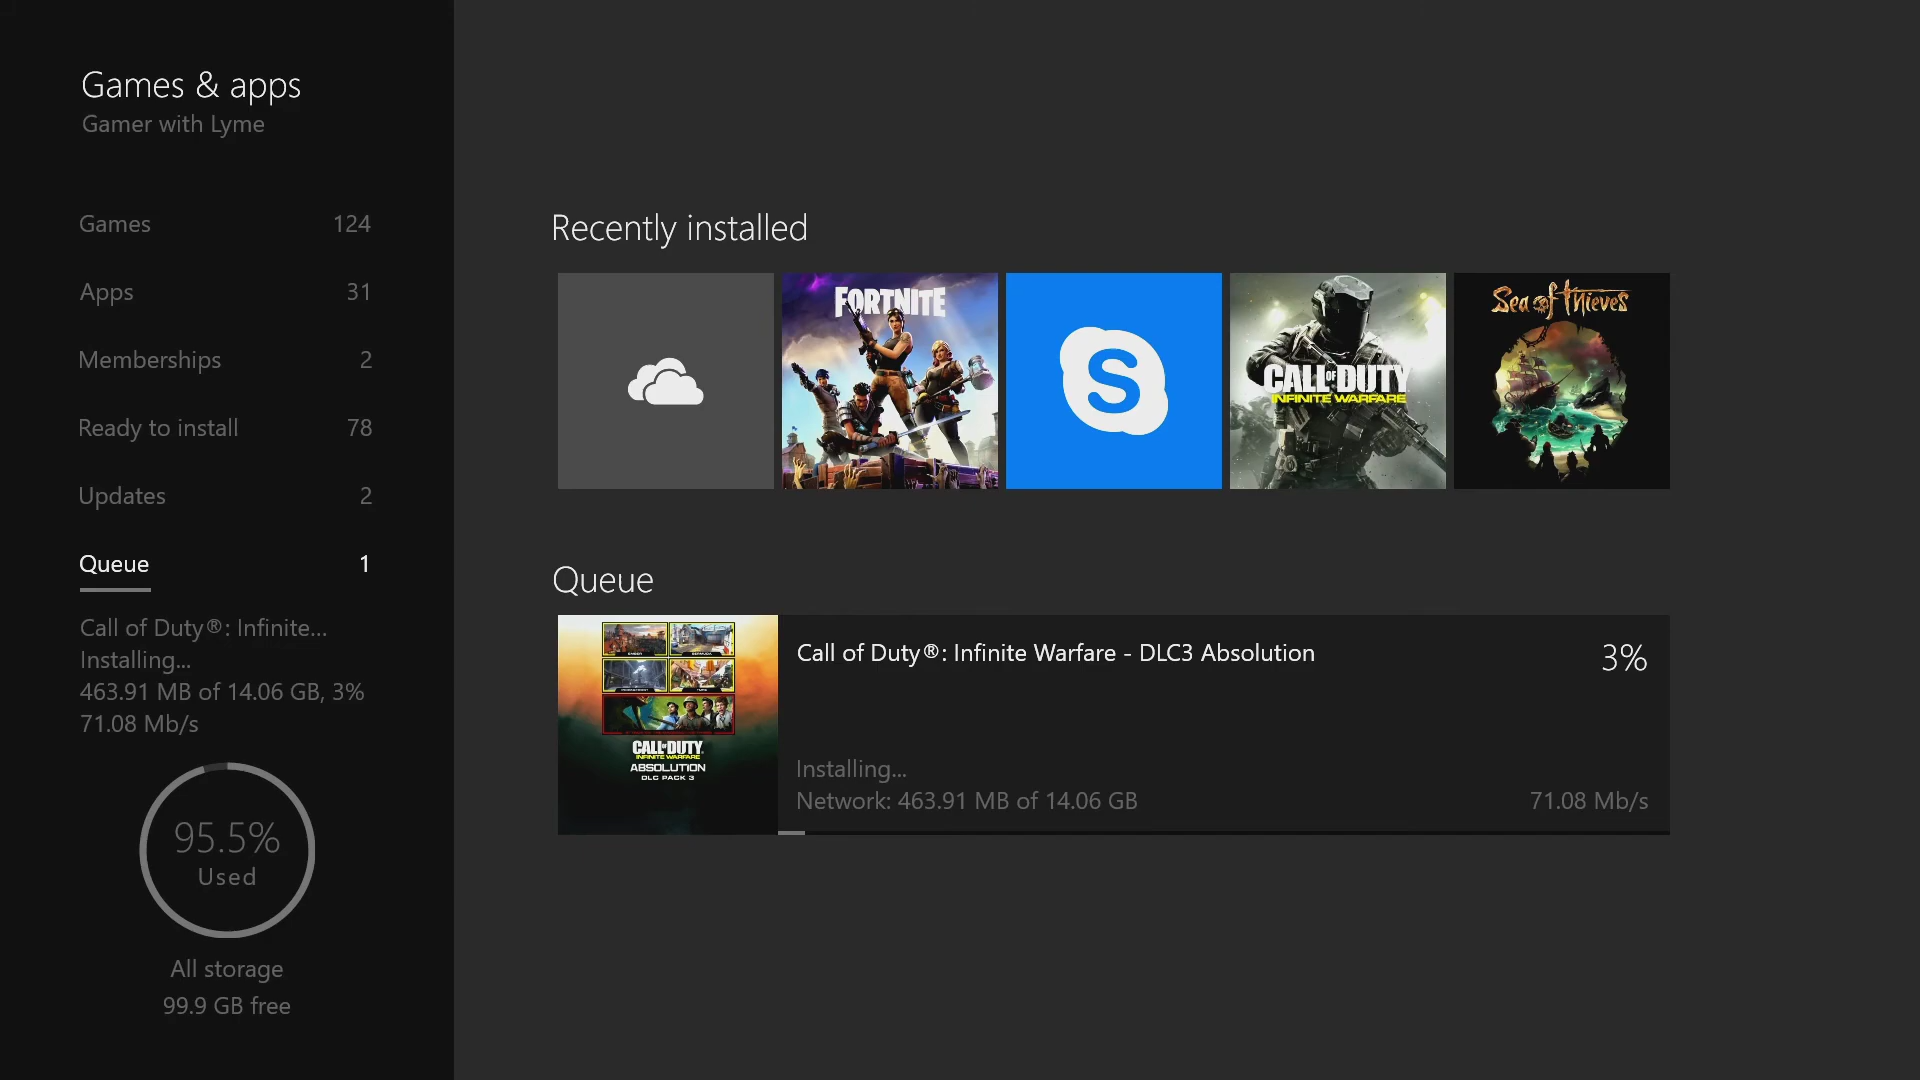 Games & apps
Gamer with Lyme
Games 124
Apps 31
Memberships 2
Ready to install 78
Updates 2
Queue 1
Call of Duty®: Infinite...
Installing...
463.91 MB of 14.06 GB, 3%
71.08 Mb/s
95.5%
Used
All storage
99.9 GB free
Recently installed
FORTNITE
S
CALL OF DUTY
INFINITE WARFARE
Sea of Thieves
Queue
CALL OF DUTY
INFINITE WARFARE
ABSOLUTION
DLC PACK 3
Call of Duty®: Infinite Warfare - DLC3 Absolution 3%
Installing...
Network: 463.91 MB of 14.06 GB 71.08 Mb/s